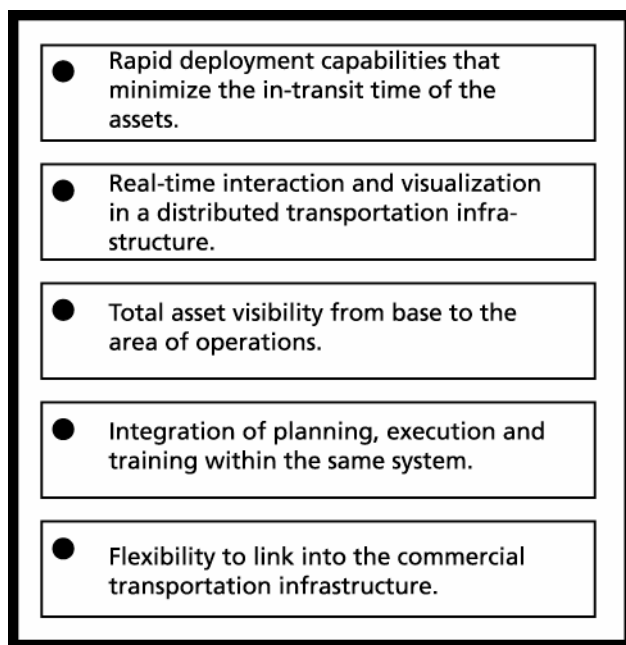 ● Rapid deployment capabilities that
minimize the in-transit time of the
assets.
● Real-time interaction and visualization
in a distributed transportation infra-
structure.
● Total asset visibility from base to the
area of operations.
● Integration of planning, execution and
training within the same system.
● Flexibility to link into the commercial
transportation infrastructure.